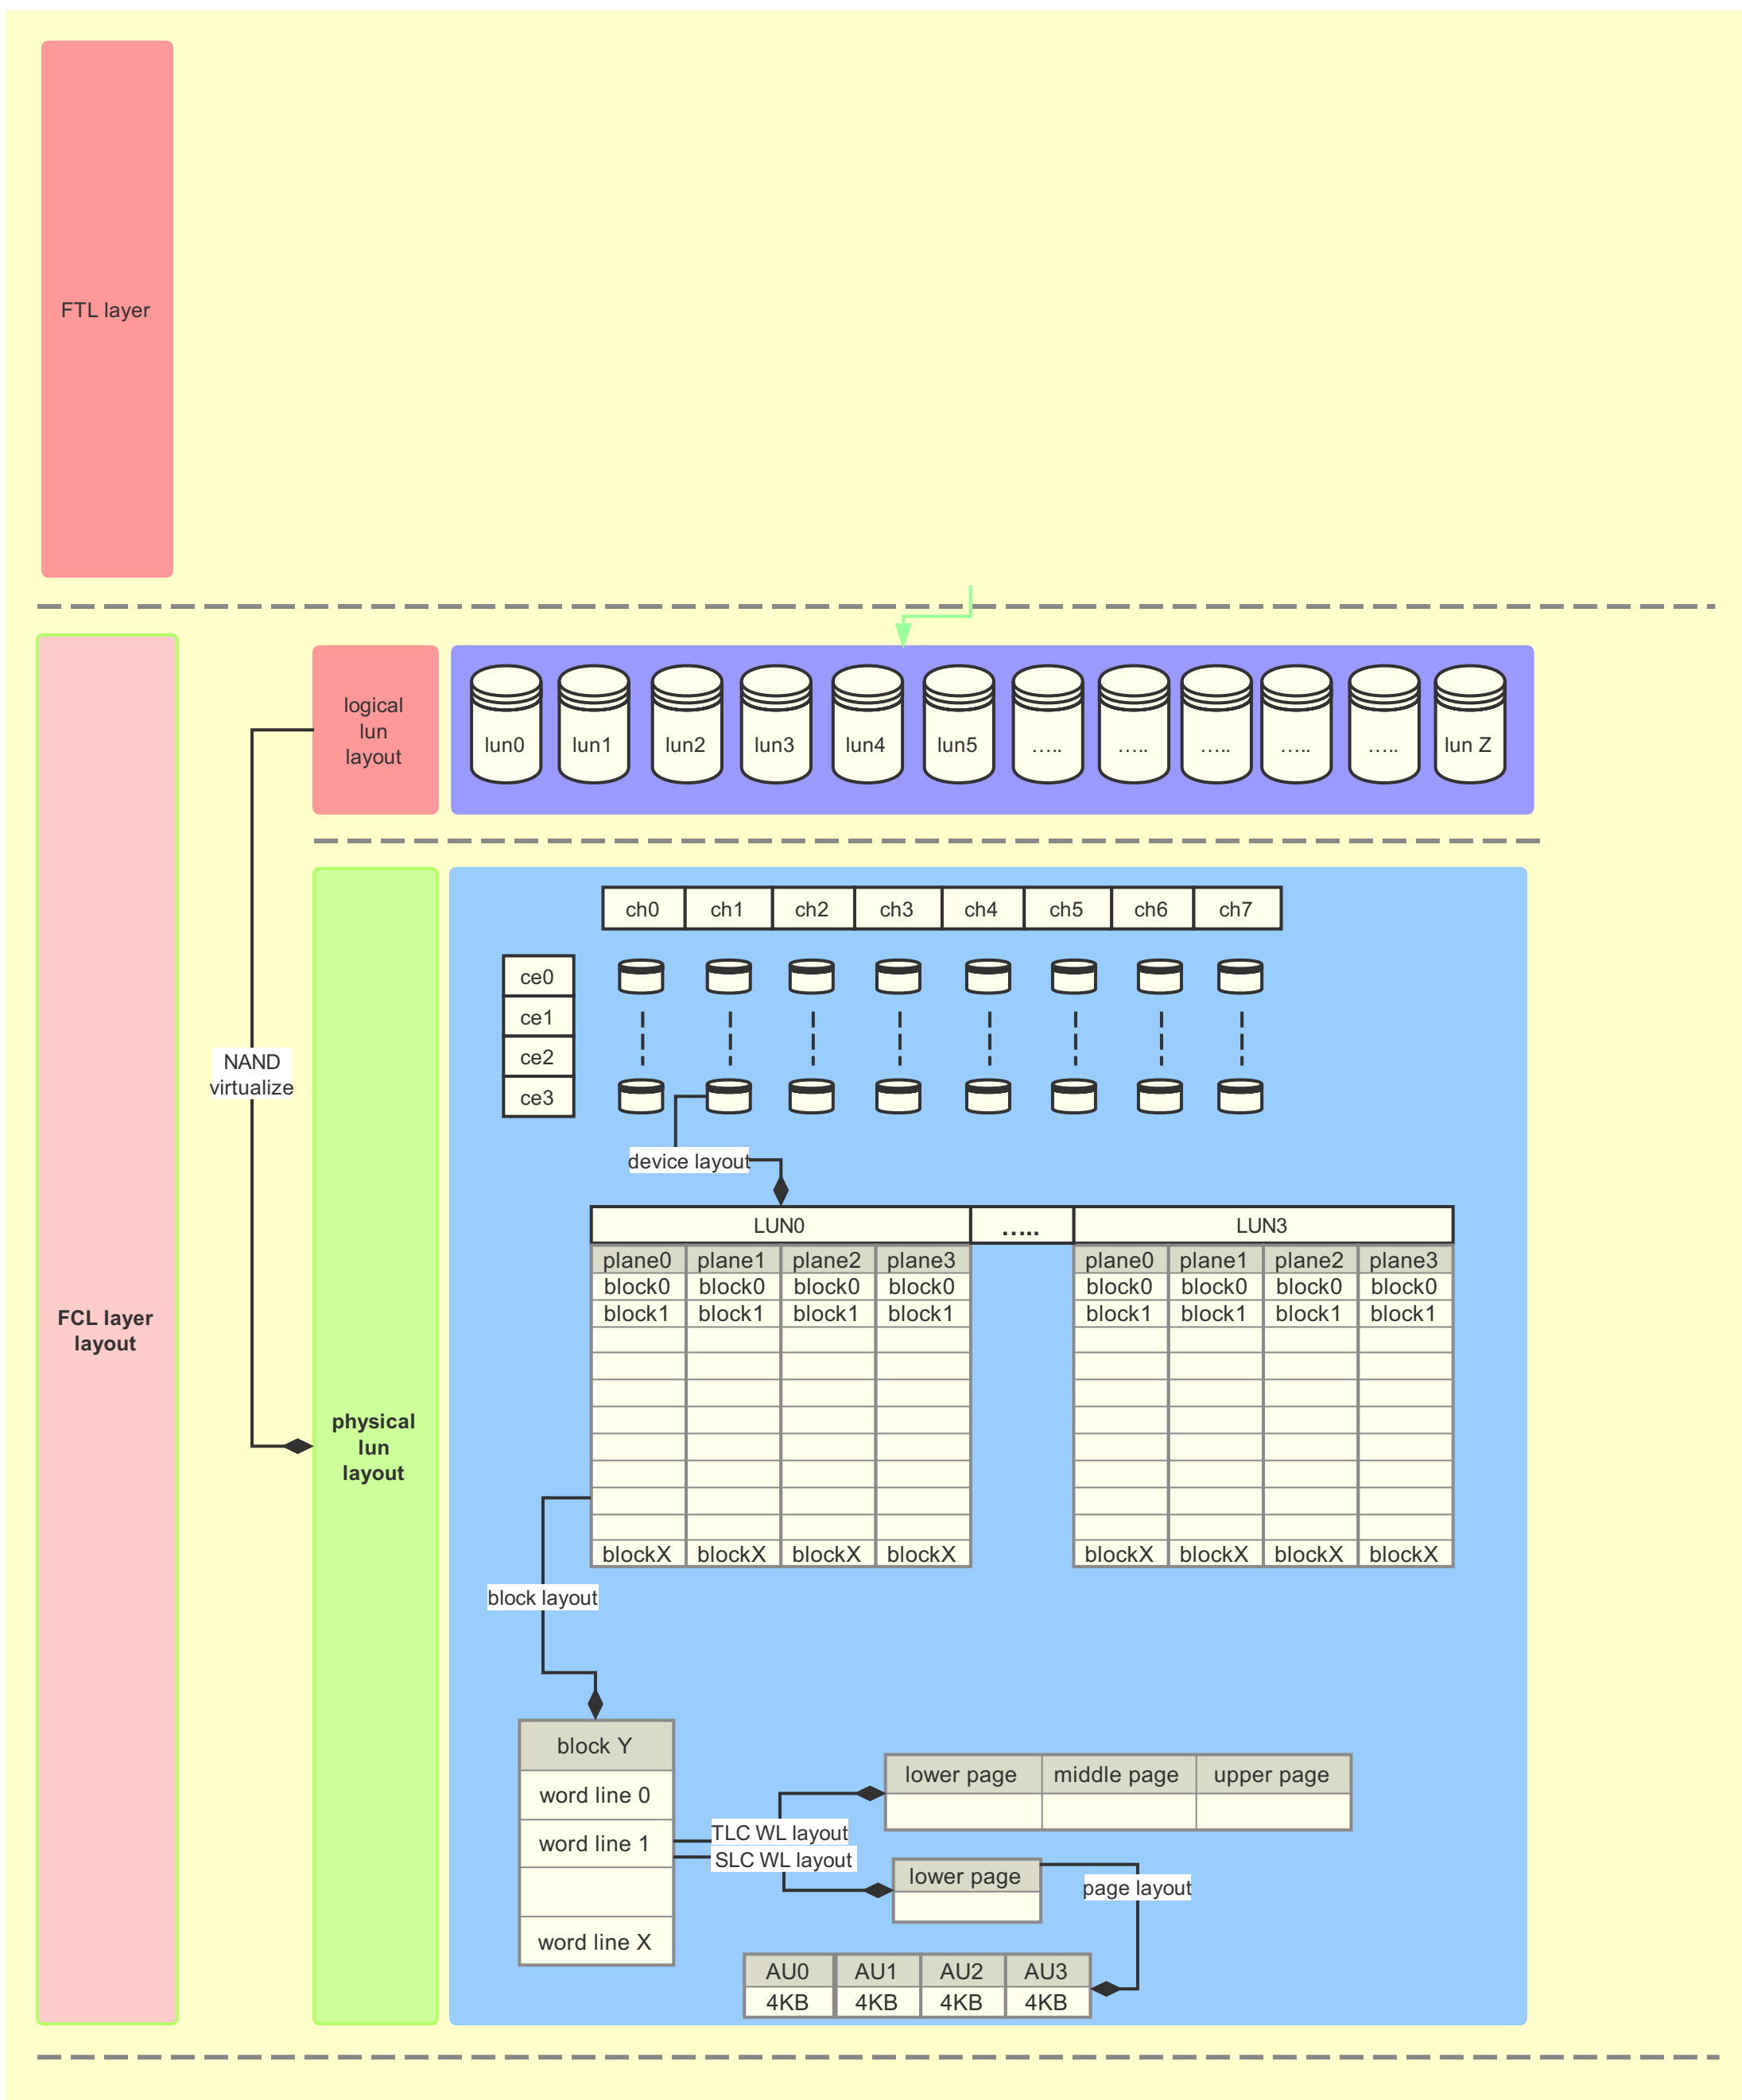 FTL layer
logical
lun
layout
lun0 lun1 lun2 lun3 lun4 lun5 ..... ..... ..... ..... ..... lun Z
ch0 ch1 ch2 ch3 ch4 ch5 ch6 ch7
ce0
ce1
ce2
ce3
NAND
virtualize
device layout
LUN0 ..... LUN3
plane0 plane1 plane2 plane3 plane0 plane1 plane2 plane3
block0 block0 block0 block0 block0 block0 block0 block0
block1 block1 block1 block1 block1 block1 block1 block1
FCL layer
layout
physical
lun
layout
blockX blockX blockX blockX blockX blockX blockX blockX
block layout
block Y
word line 0
word line 1
word line X
lower page middle page upper page
TLC WL layout
SLC WL layout
lower page
page layout
AU0 AU1 AU2 AU3
4KB 4KB 4KB 4KB